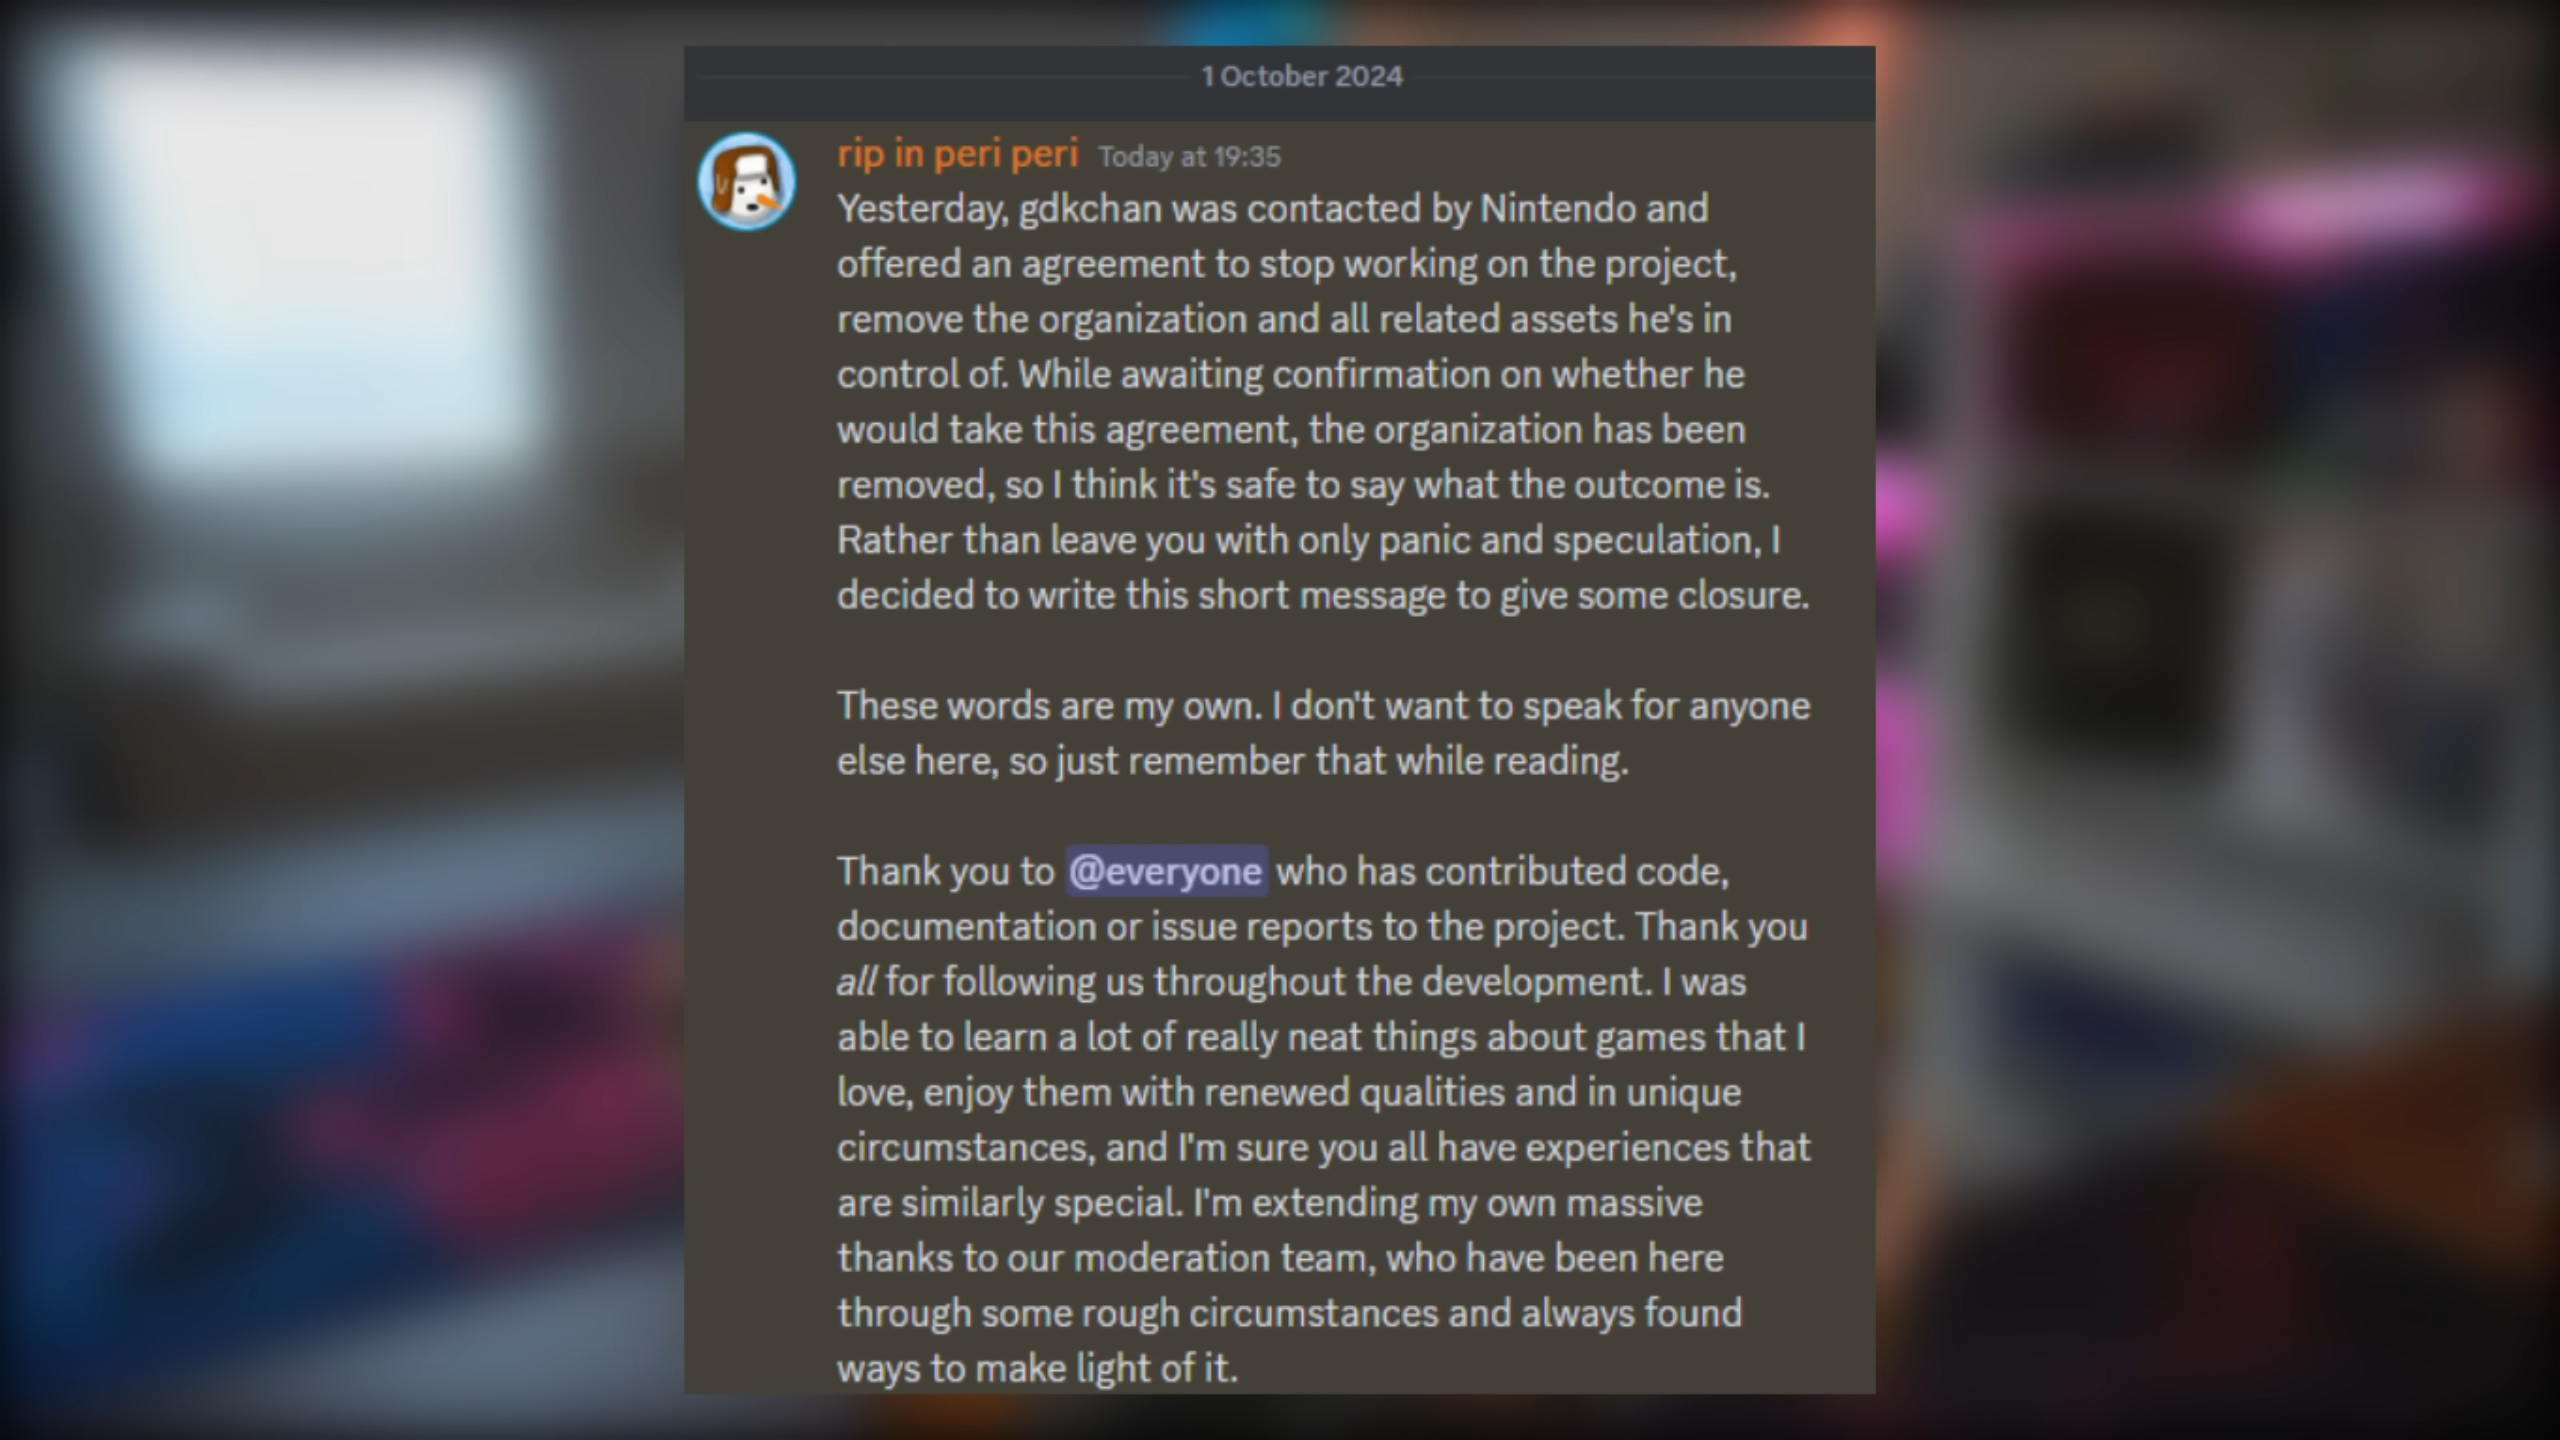 1 October 2024
rip in peri peri Today at 19:35
Yesterday, gdkchan was contacted by Nintendo and
offered an agreement to stop working on the project,
remove the organization and all related assets he's in
control of. While awaiting confirmation on whether he
would take this agreement, the organization has been
removed, so I think it's safe to say what the outcome is.
Rather than leave you with only panic and speculation, I
decided to write this short message to give some closure.
These words are my own. I don't want to speak for anyone
else here, so just remember that while reading.
Thank you to @everyone who has contributed code,
documentation or issue reports to the project. Thank you
all for following us throughout the development. I was
able to learn a lot of really neat things about games that I
love, enjoy them with renewed qualities and in unique
circumstances, and I'm sure you all have experiences that
are similarly special. I'm extending my own massive
thanks to our moderation team, who have been here
through some rough circumstances and always found
ways to make light of it.